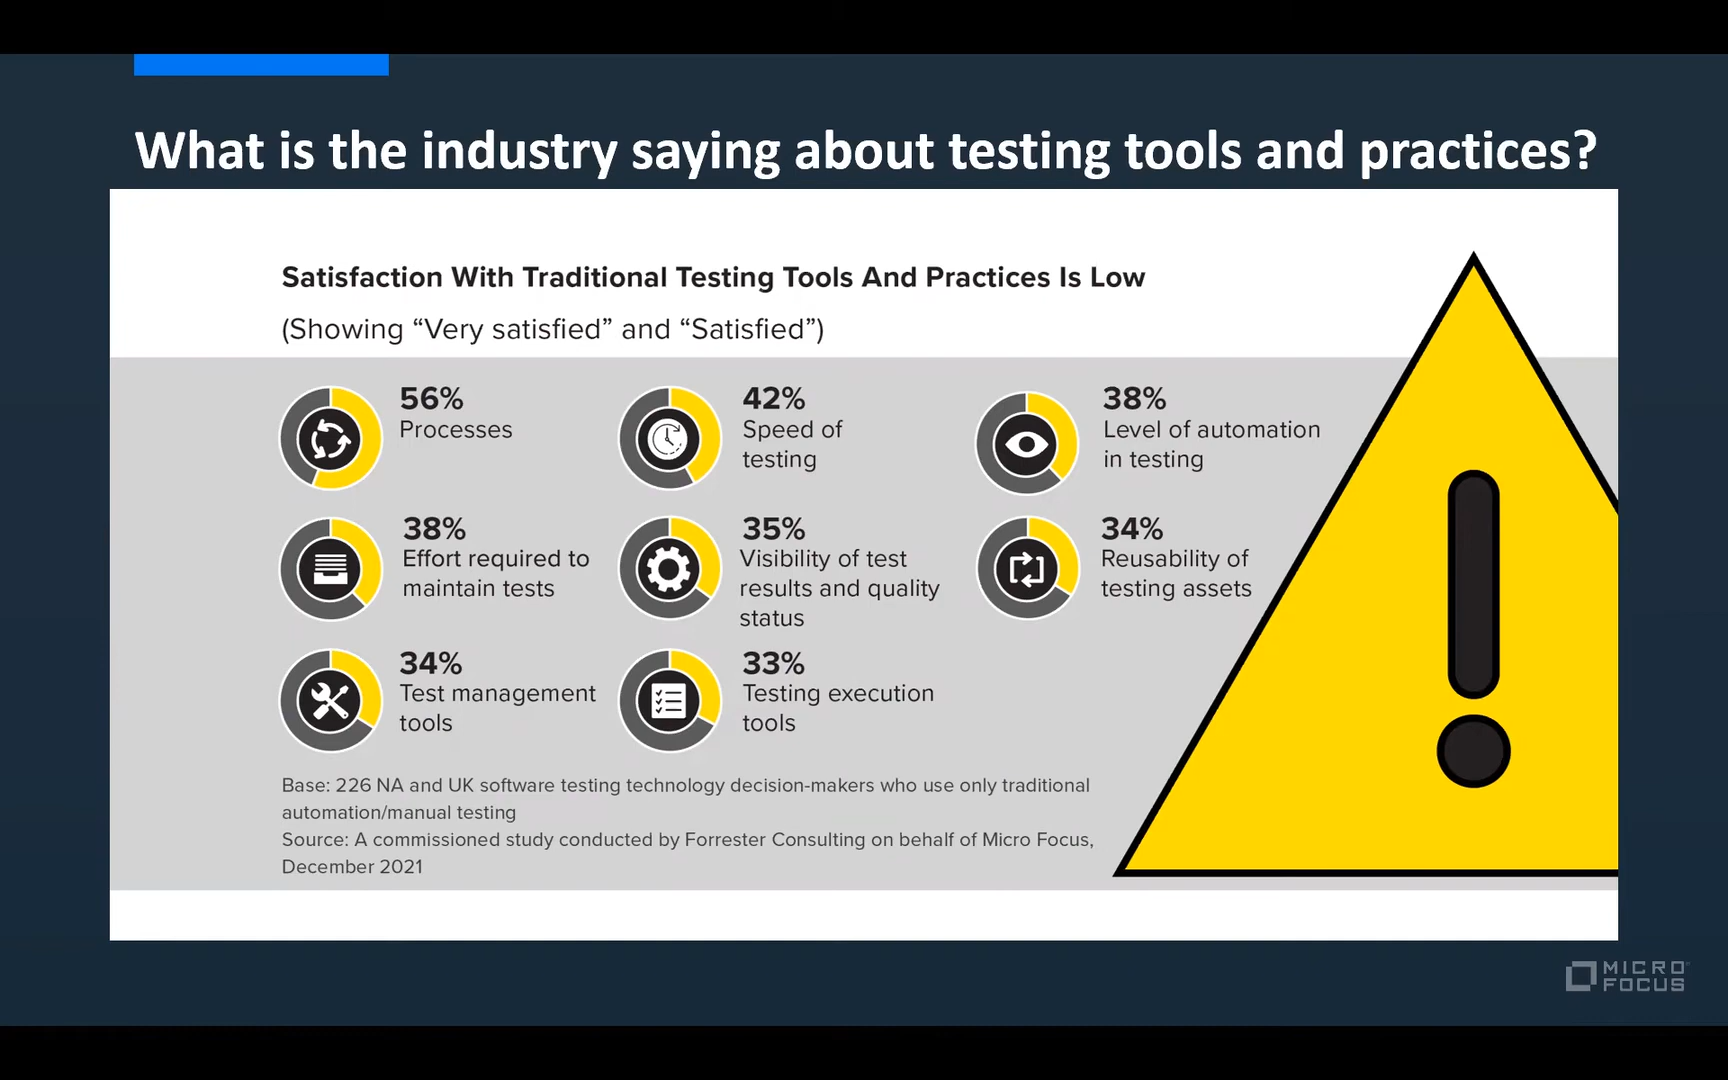 What is the industry saying about testing tools and practices?
Satisfaction With Traditional Testing Tools And Practices Is Low
(Showing “Very satisfied” and “Satisfied”)
56%
Processes
42%
Speed of
testing
38%
Level of automation
in testing
38%
Effort required to
maintain tests
35%
Visibility of test
results and quality
status
34%
Reusability of
testing assets
34%
Test management
tools
33%
Testing execution
tools
Base: 226 NA and UK software testing technology decision-makers who use only traditional
automation/manual testing
Source: A commissioned study conducted by Forrester Consulting on behalf of Micro Focus,
December 2021
MICRO
FOCUS